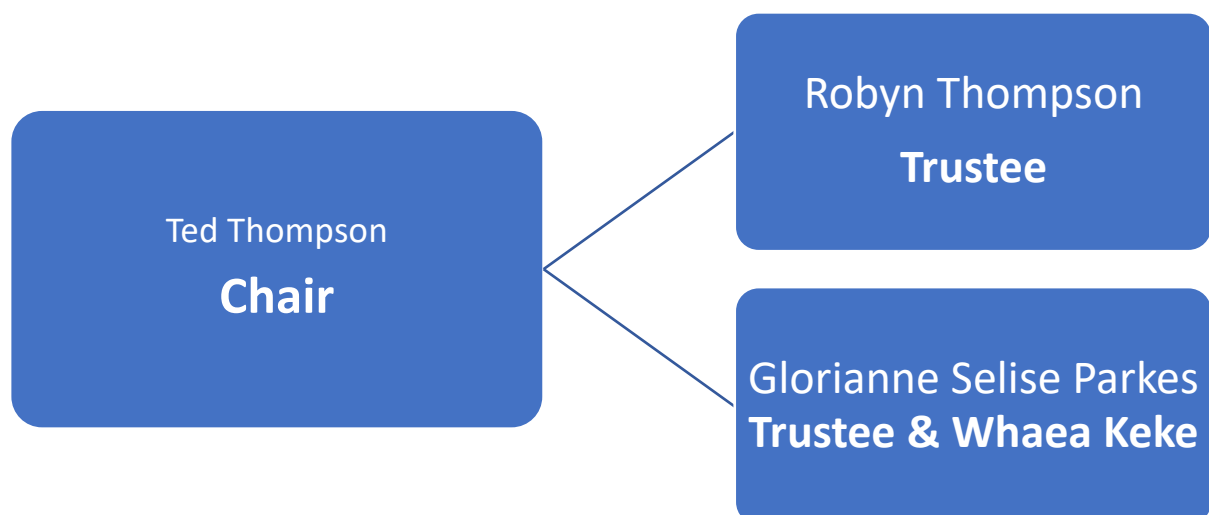 Ted Thompson
Chair
Robyn Thompson
Trustee
Glorianne Selise Parkes
Trustee & Whaea Keke